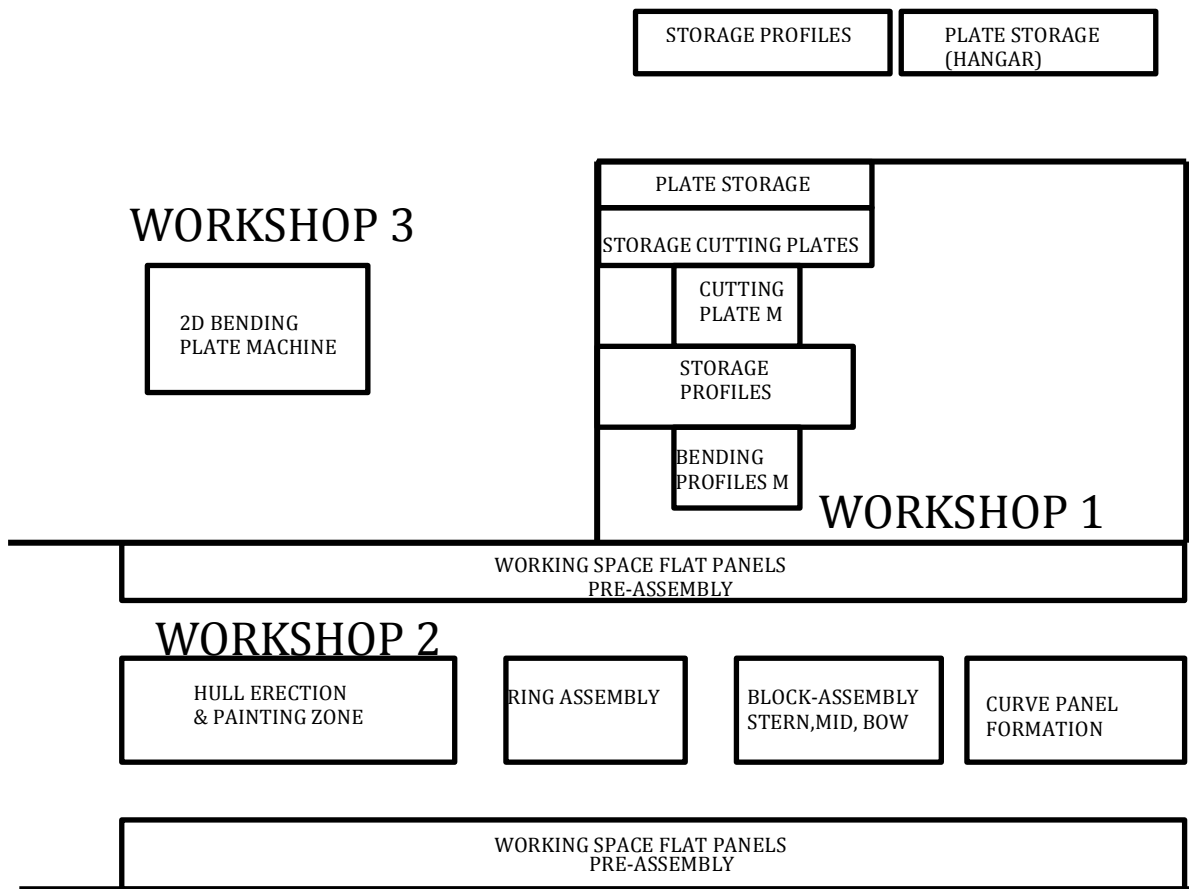 STORAGE PROFILES
PLATE STORAGE
(HANGAR)
PLATE STORAGE
WORKSHOP 3
STORAGE CUTTING PLATES
CUTTING
PLATE M
2D BENDING
PLATE MACHINE
STORAGE
PROFILES
BENDING
PROFILES M
WORKSHOP 1
WORKING SPACE FLAT PANELS
PRE-ASSEMBLY
WORKSHOP 2
HULL ERECTION
& PAINTING ZONE
RING ASSEMBLY
BLOCK-ASSEMBLY
STERN,MID, BOW
CURVE PANEL
FORMATION
WORKING SPACE FLAT PANELS
PRE-ASSEMBLY